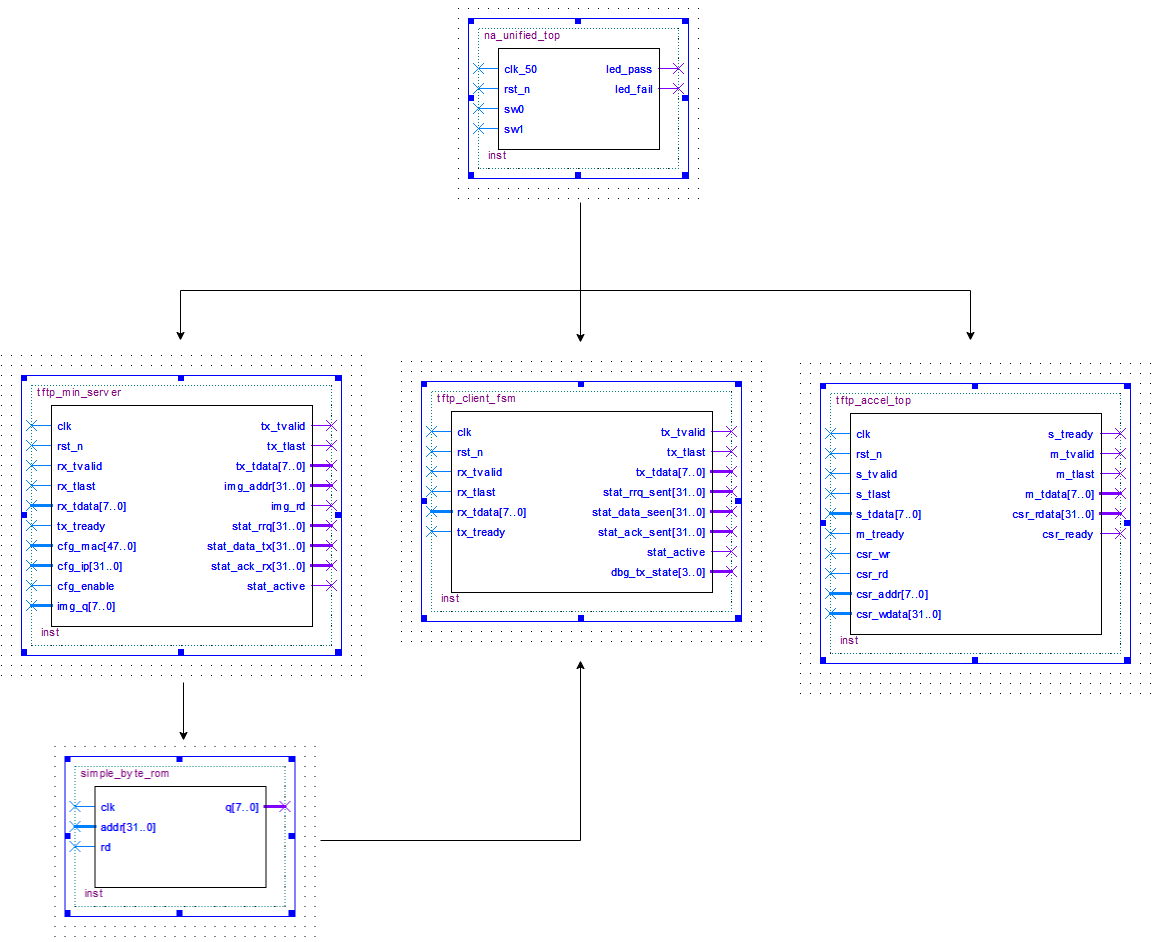 na_unified_top
clk_50
led_pass
rst_n
led_fail
sw0
sw1
inst
tftp_min_server
clk
tx_tvalid
rst_n
tx_tlast
rx_tvalid
tx_tdata[7..0]
rx_tlast
img_addr[31..0]
rx_tdata[7..0]
img_rd
tx_tready
stat_rrq[31..0]
cfg_mac[47..0]
stat_data_tx[31..0]
cfg_ip[31..0]
stat_ack_rx[31..0]
cfg_enable
stat_active
img_q[7..0]
inst
tftp_client_fsm
clk
tx_tvalid
rst_n
tx_tlast
rx_tvalid
tx_tdata[7..0]
rx_tlast
stat_rrq_sent[31..0]
rx_tdata[7..0]
stat_data_seen[31..0]
tx_tready
stat_ack_sent[31..0]
stat_active
dbg_tx_state[3..0]
inst
tftp_accel_top
clk
s_tready
rst_n
m_tvalid
s_tvalid
m_tlast
s_tlast
m_tdata[7..0]
s_tdata[7..0]
csr_rdata[31..0]
m_tready
csr_ready
csr_wr
csr_rd
csr_addr[7..0]
csr_wdata[31..0]
inst
simple_byte_rom
clk
q[7..0]
addr[31..0]
rd
inst